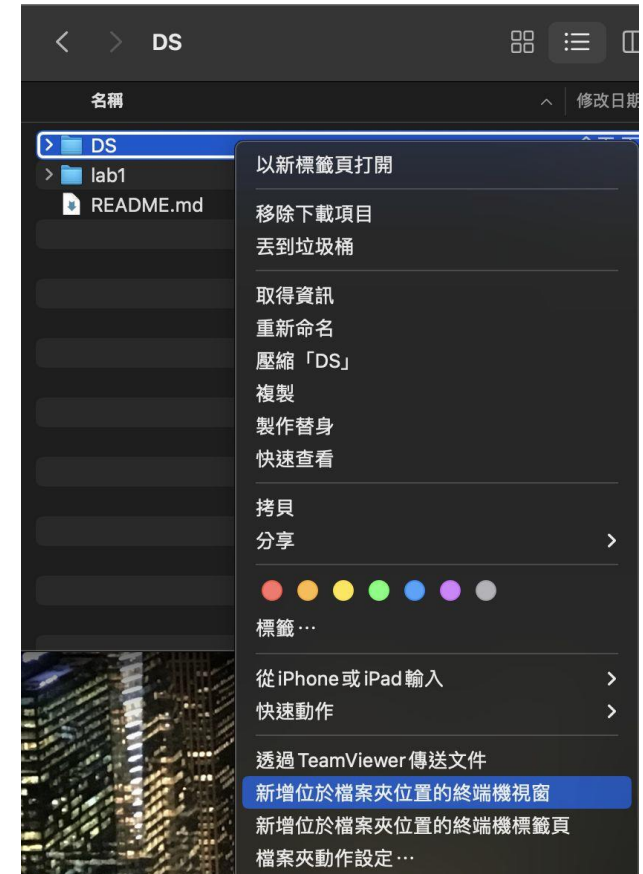 DS
名稱
修改日期
DS
lab1
README.md
以新標籤頁打開
移除下載項目
丟到垃圾桶
取得資訊
重新命名
壓縮「DS」
複製
製作替身
快速查看
拷貝
分享
標籤⋯
從 iPhone 或 iPad 輸入
快速動作
透過 TeamViewer 傳送文件
新增位於檔案夾位置的終端機視窗
新增位於檔案夾位置的終端機標籤頁
檔案夾動作設定⋯